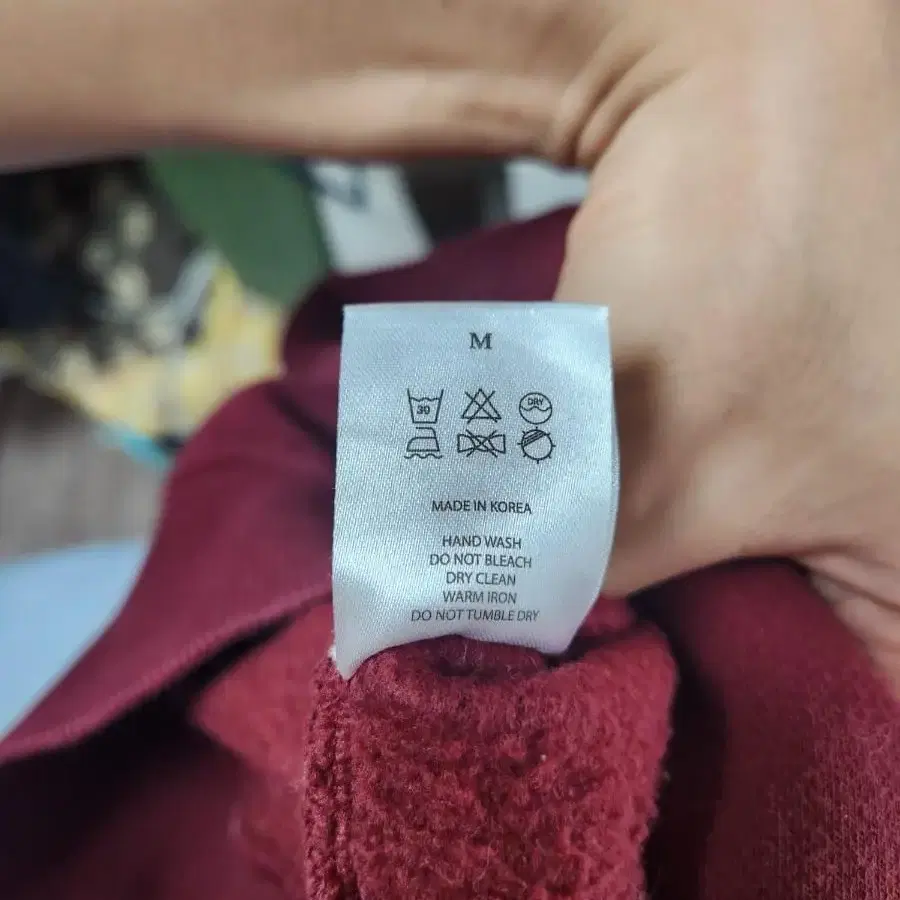 M
30 DRY
MADE IN KOREA
HAND WASH
DO NOT BLEACH
DRY CLEAN
WARM IRON
DO NOT TUMBLE DRY